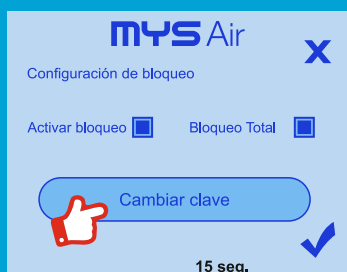 mYS Air
X
Configuración de bloqueo
Activar bloqueo
Bloqueo Total
Cambiar clave
15 seg.